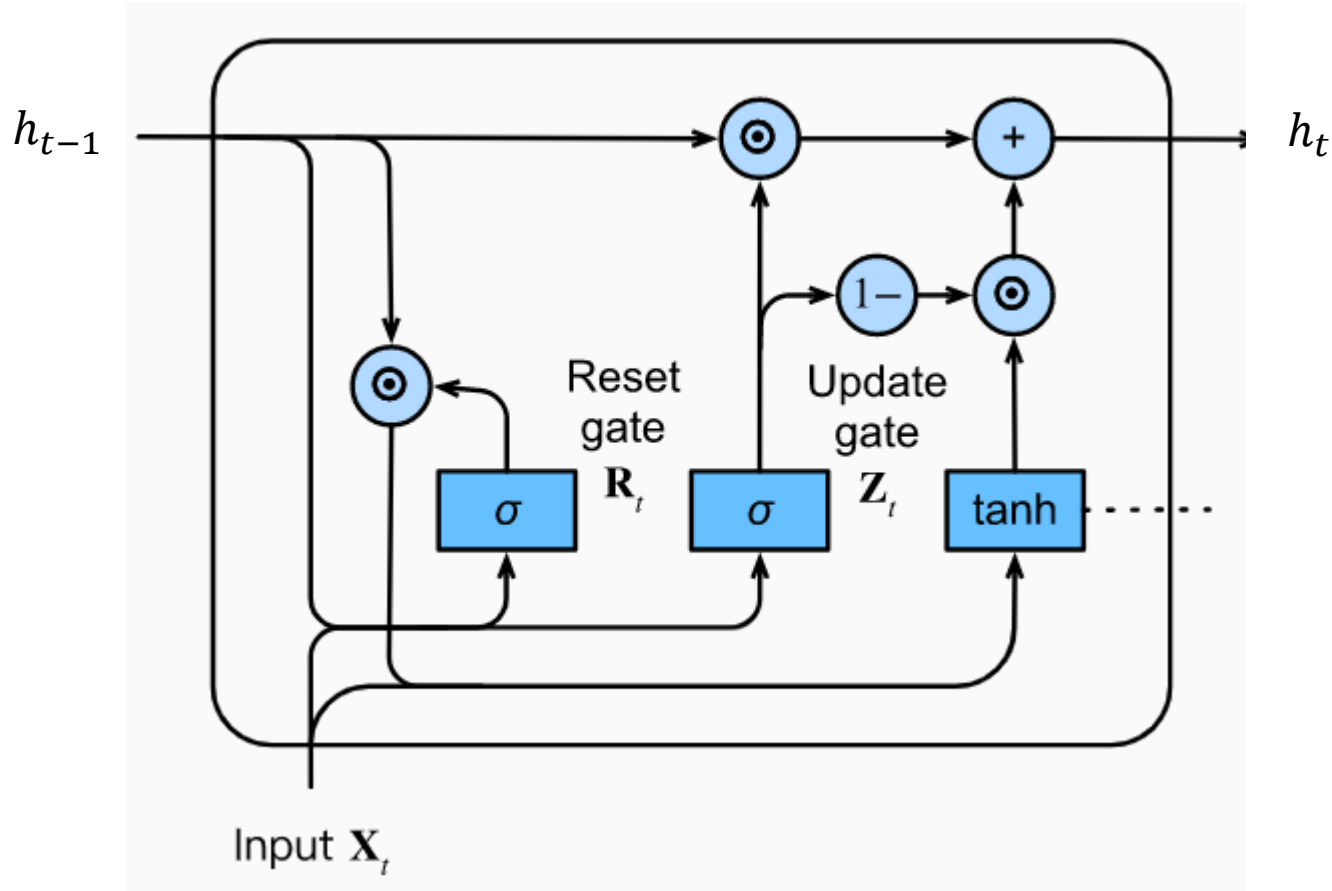 h_{t−1}
⊙
+
h_t
1−
⊙
⊙
Reset
gate
R_t
Update
gate
Z_t
σ
σ
tanh
Input X_t